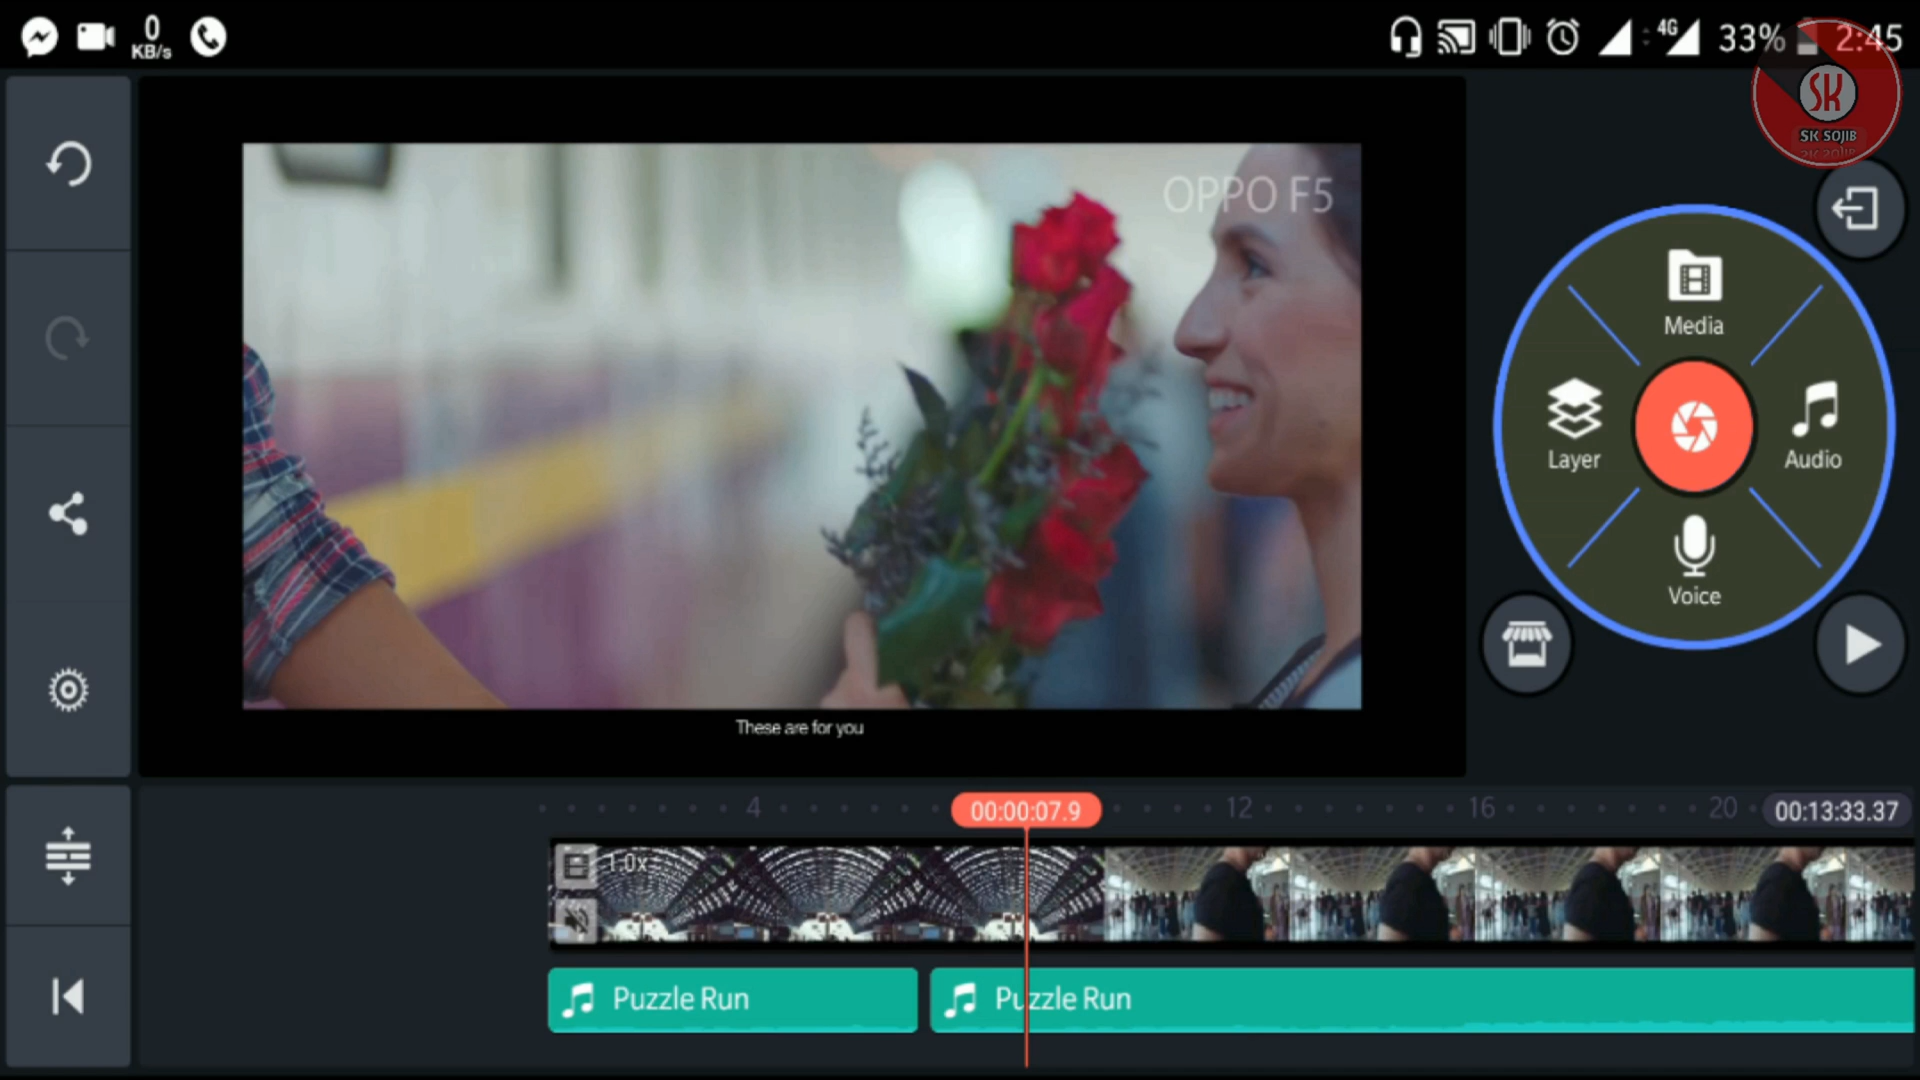 0
KB/s
4G
33%
2:45
SK
SK SOJIB
OPPO F5
Media
Layer
Audio
Voice
These are for you
4
00:00:07.9
12
16
20
00:13:33.37
1.0x
Puzzle Run
Puzzle Run